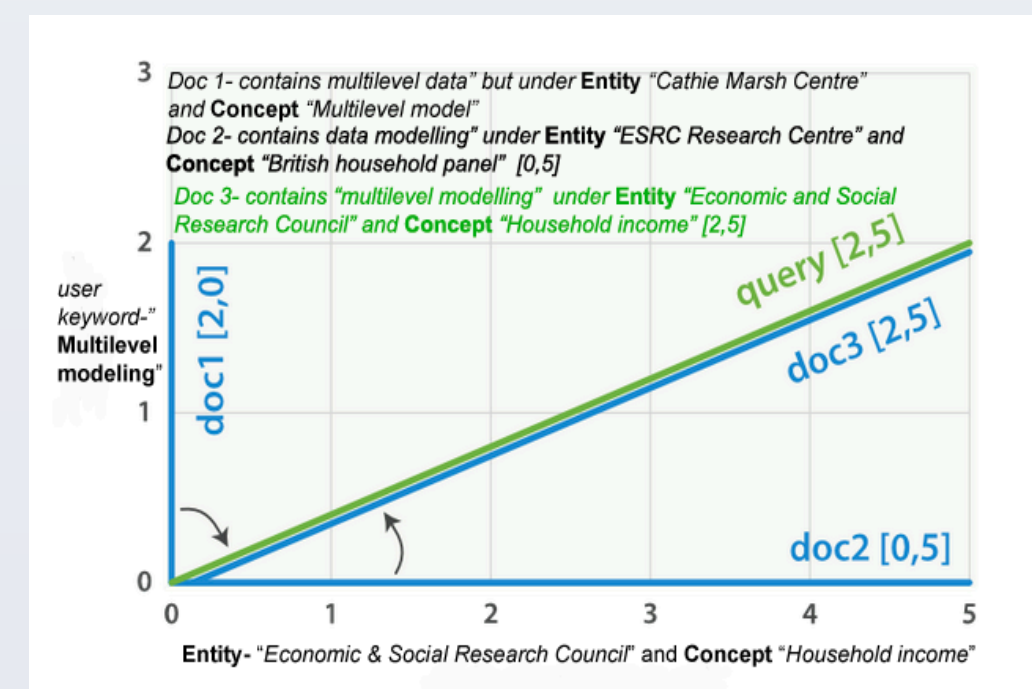 3
Doc 1- contains multilevel data” but under Entity “Cathie Marsh Centre”
and Concept “Multilevel model”
Doc 2- contains data modelling” under Entity “ESRC Research Centre” and
Concept “British household panel” [0,5]
Doc 3- contains “multilevel modelling” under Entity “Economic and Social
Research Council” and Concept “Household income” [2,5]
2
query [2,5]
doc3 [2,5]
user
keyword-”
Multilevel
modeling”
doc1 [2,0]
1
doc2 [0,5]
0
0 1 2 3 4 5
Entity- “Economic & Social Research Council” and Concept “Household income”